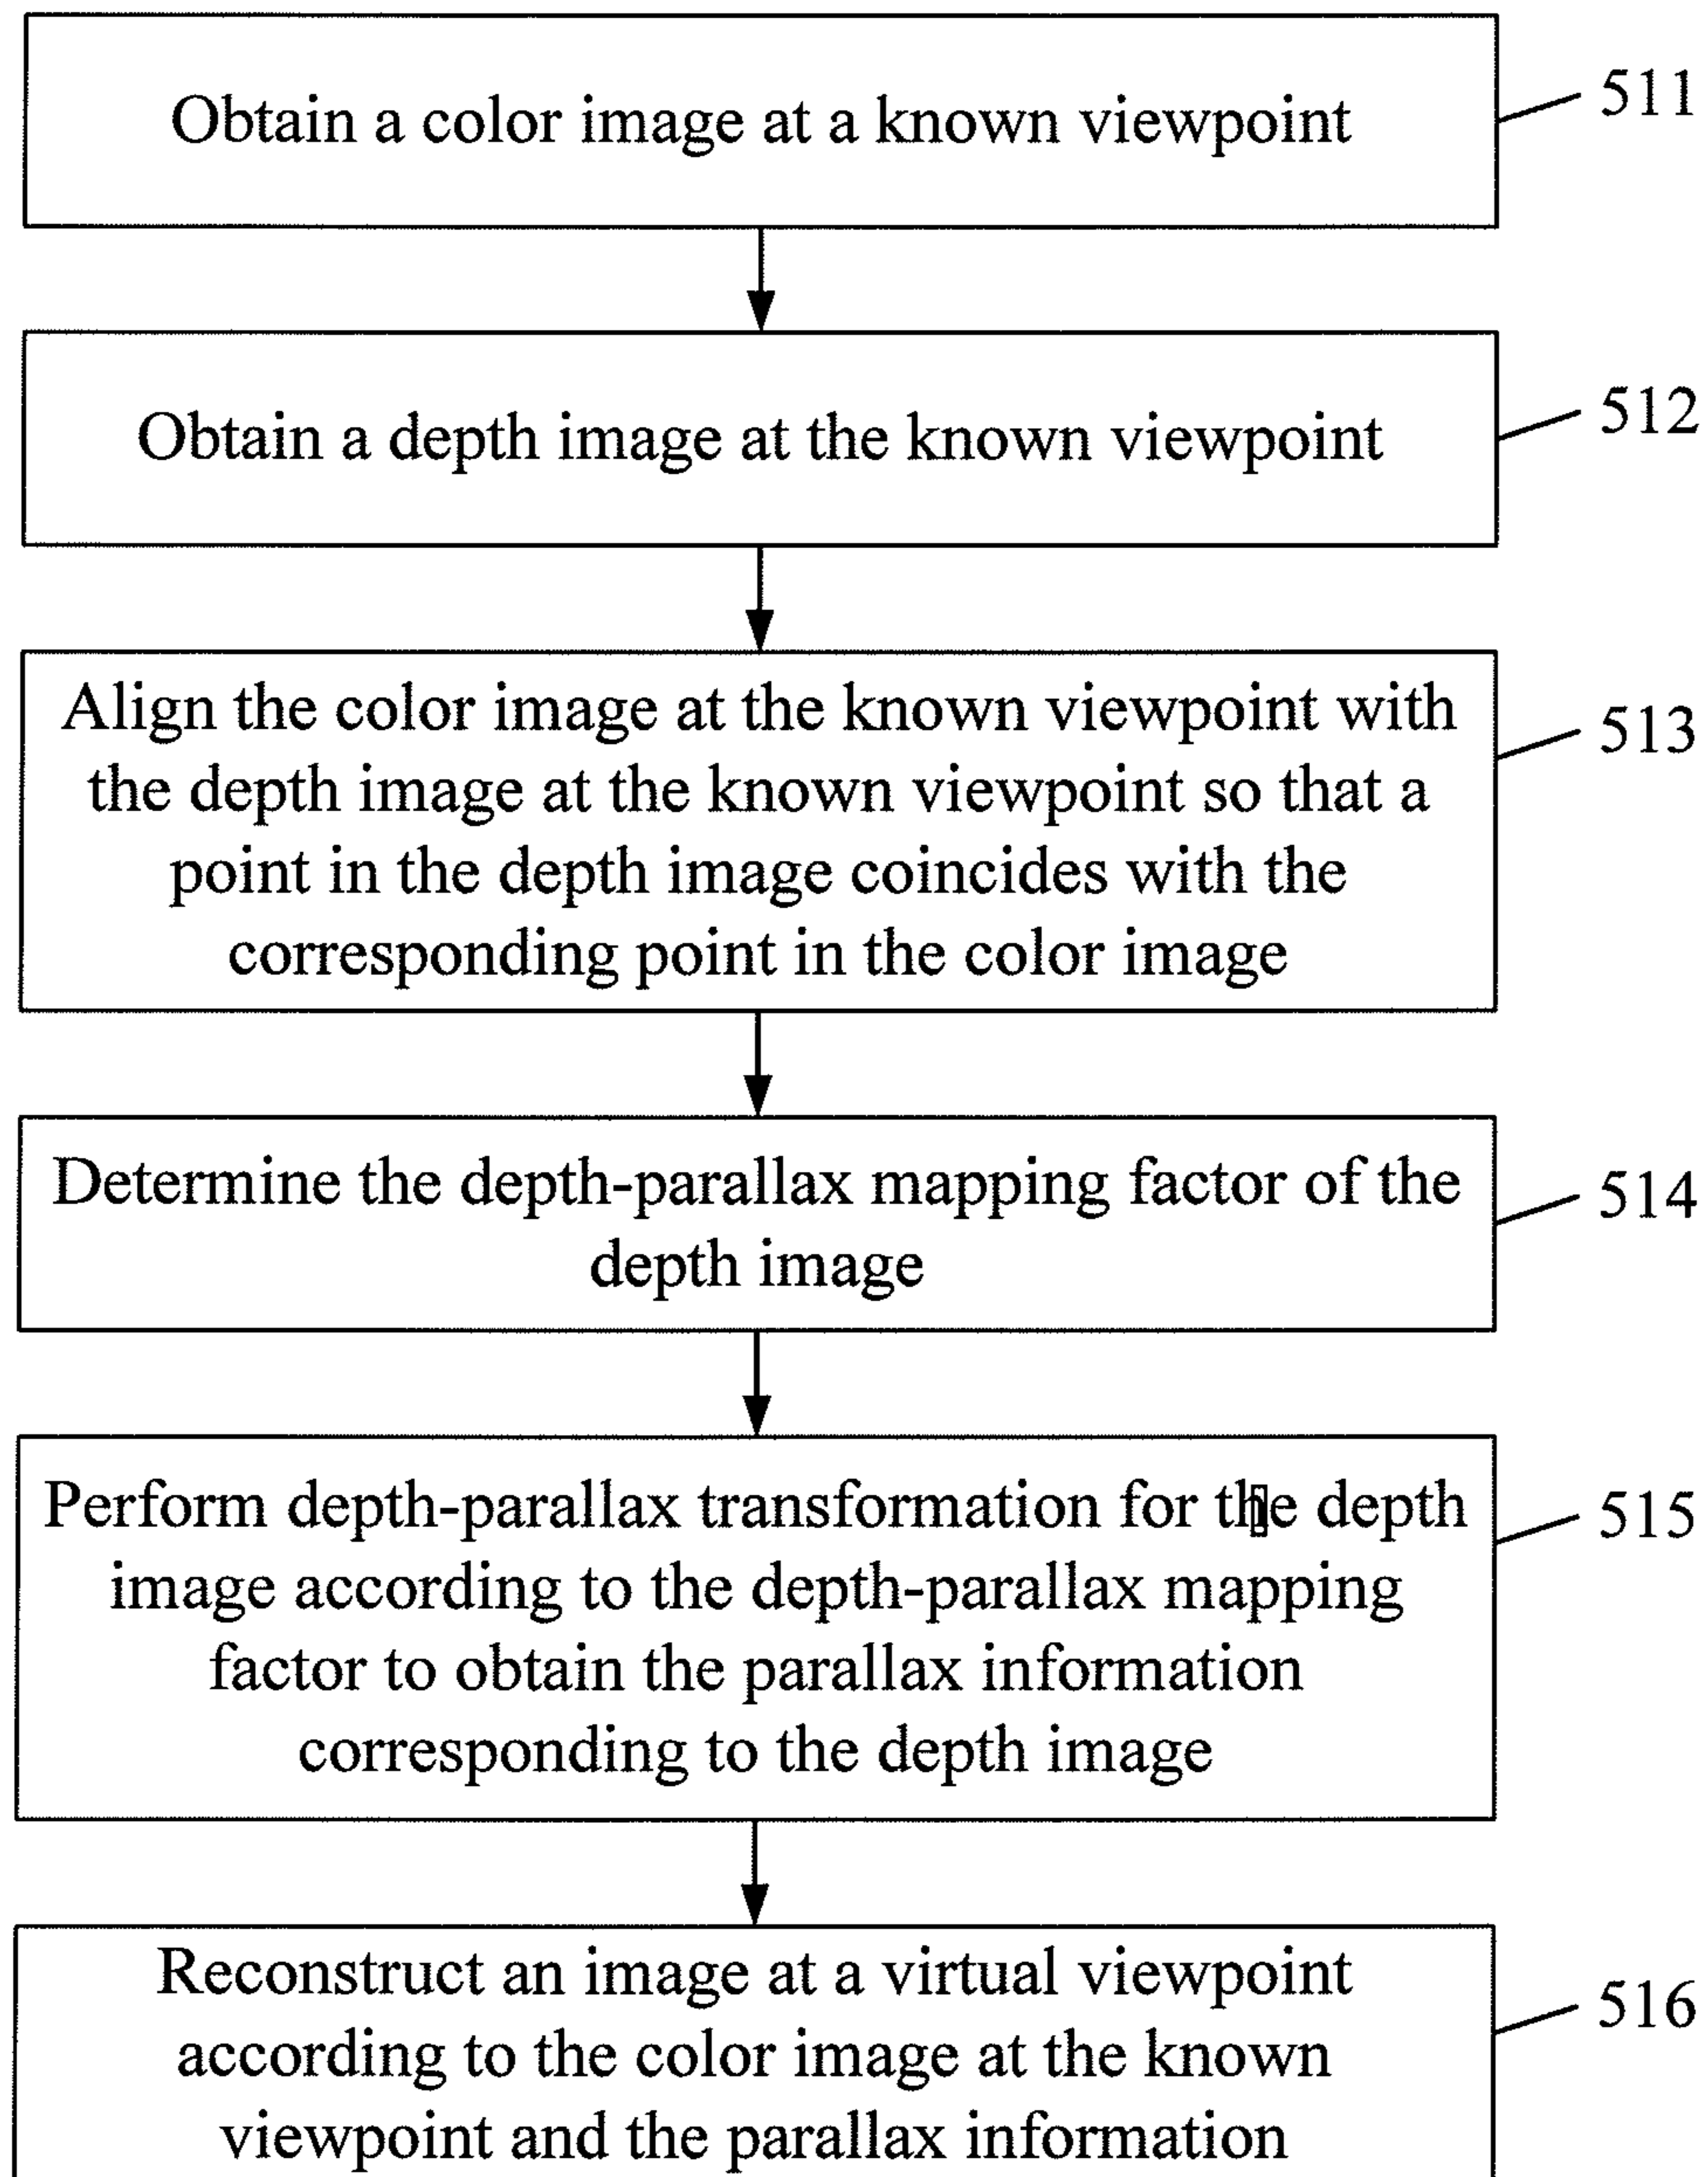 Obtain a color image at a known viewpoint
511
Obtain a depth image at the known viewpoint
512
Align the color image at the known viewpoint with
the depth image at the known viewpoint so that a
point in the depth image coincides with the
corresponding point in the color image
513
Determine the depth-parallax mapping factor of the
depth image
514
Perform depth-parallax transformation for the depth
image according to the depth-parallax mapping
factor to obtain the parallax information
corresponding to the depth image
515
Reconstruct an image at a virtual viewpoint
according to the color image at the known
viewpoint and the parallax information
516